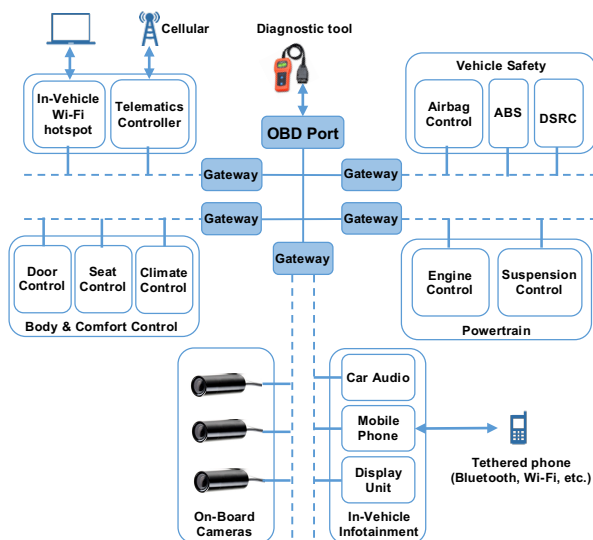 Cellular
Diagnostic tool
In-Vehicle
Wi-Fi
hotspot
Telematics
Controller
OBD Port
Vehicle Safety
Airbag
Control
ABS
DSRC
Gateway
Gateway
Gateway
Gateway
Gateway
Door
Control
Seat
Control
Climate
Control
Body & Comfort Control
Engine
Control
Suspension
Control
Powertrain
Car Audio
Mobile
Phone
Display
Unit
On-Board
Cameras
In-Vehicle
Infotainment
Tethered phone
(Bluetooth, Wi-Fi, etc.)